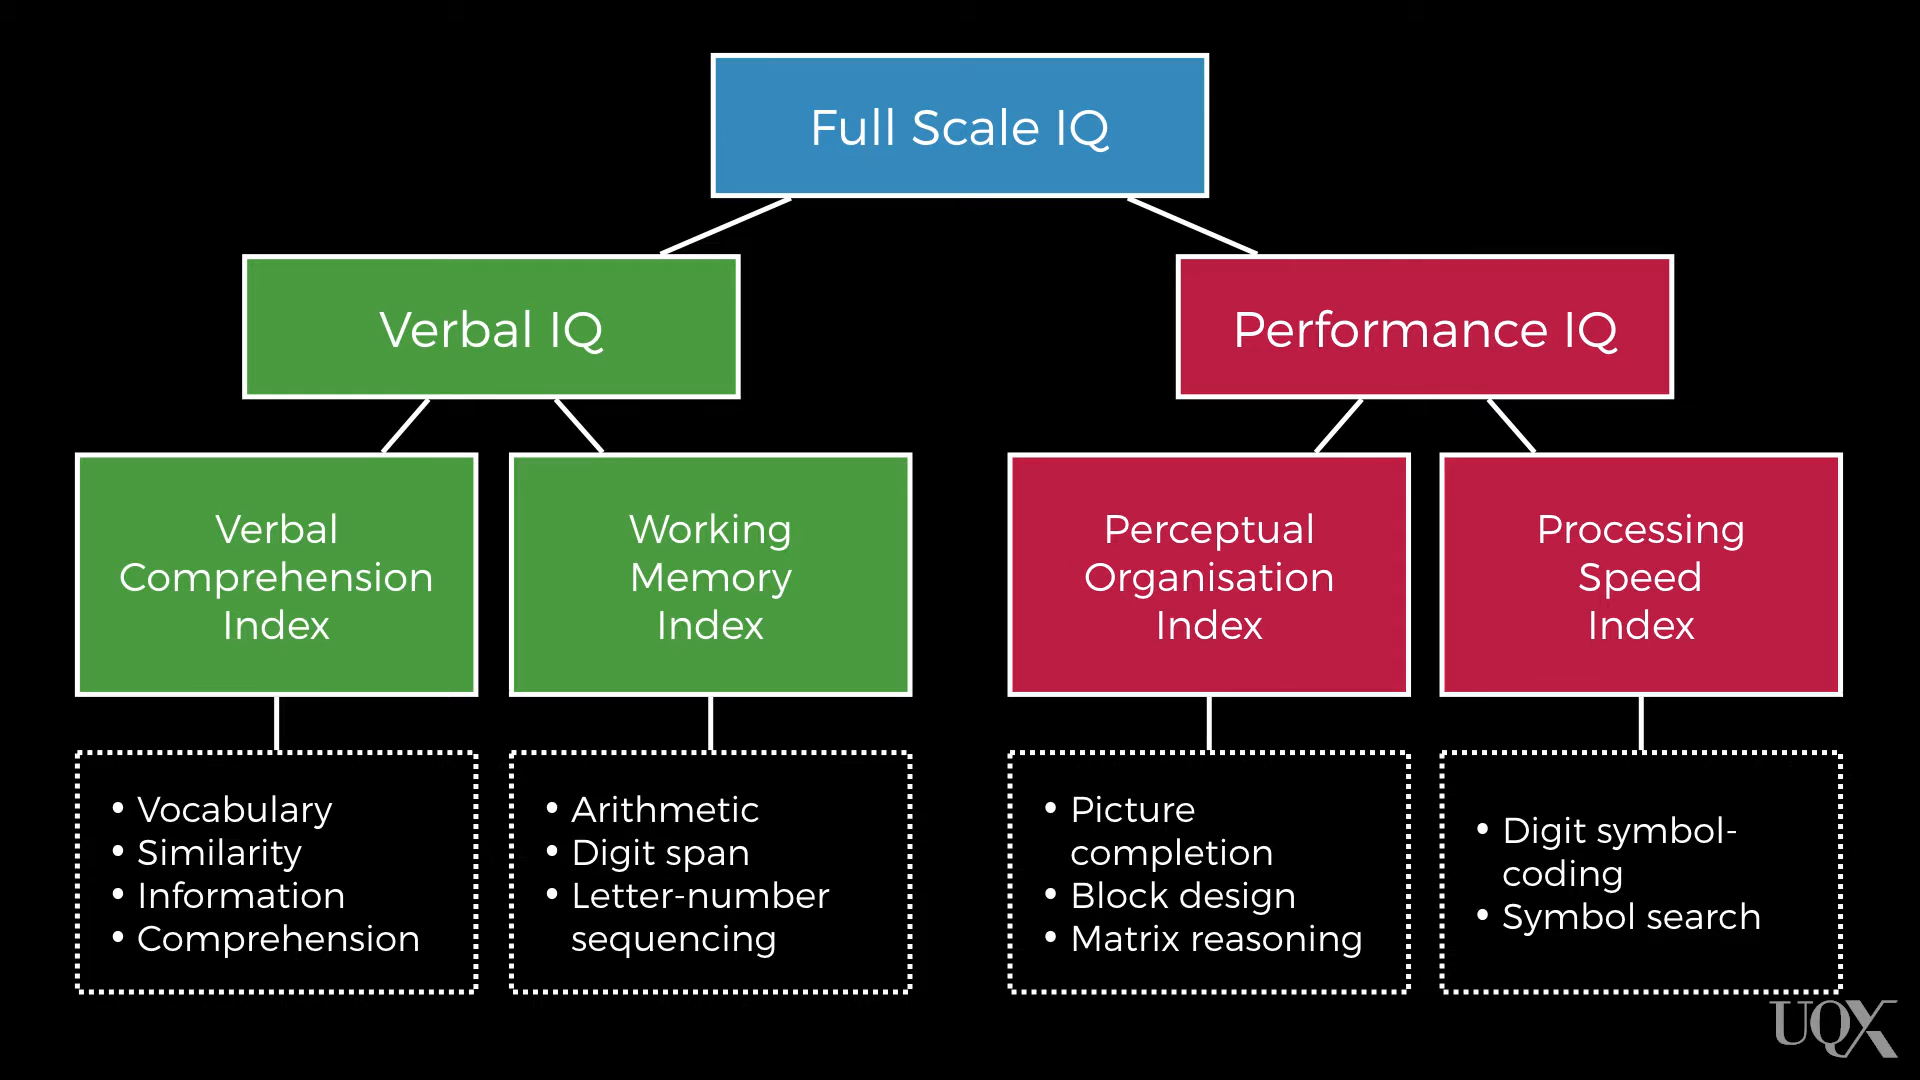 Full Scale IQ
Verbal IQ
Performance IQ
Verbal
Comprehension
Index
Working
Memory
Index
Perceptual
Organisation
Index
Processing
Speed
Index
• Vocabulary
• Similarity
• Information
• Comprehension
• Arithmetic
• Digit span
• Letter-number
sequencing
• Picture
completion
• Block design
• Matrix reasoning
• Digit symbol-
coding
• Symbol search
UQX